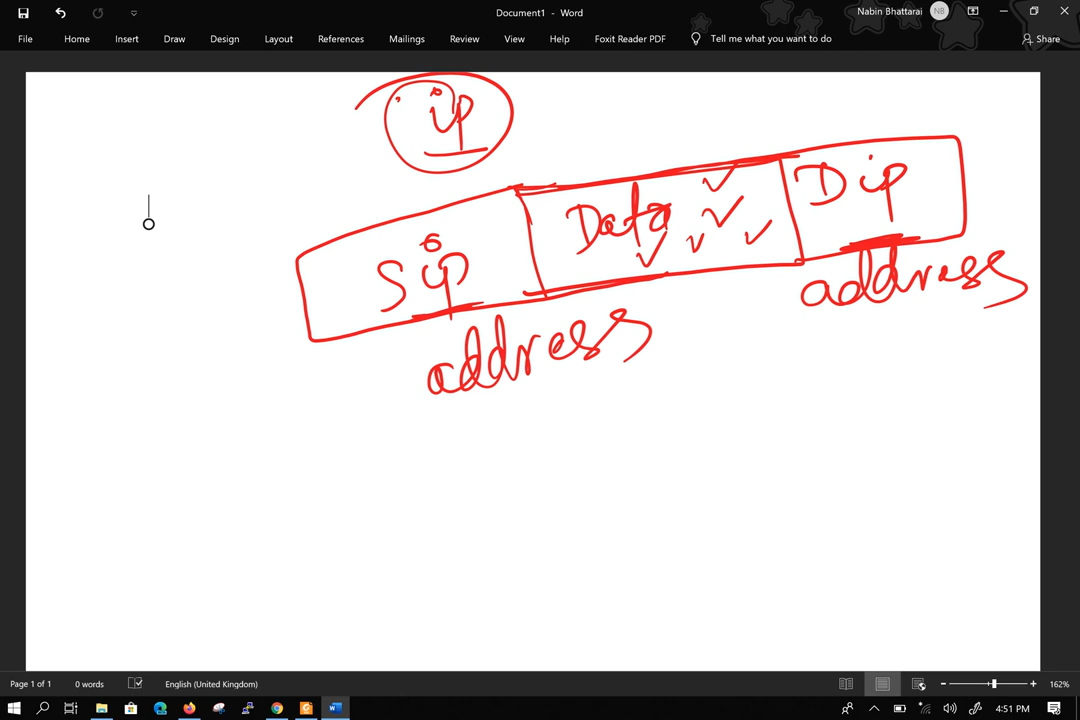 Document1 - Word
Nabin Bhattarai NB
File Home Insert Draw Design Layout References Mailings Review View Help Foxit Reader PDF Tell me what you want to do Share
ip
Sip Data Dip
address address
Page 1 of 1 0 words English (United Kingdom) 162%
4:51 PM